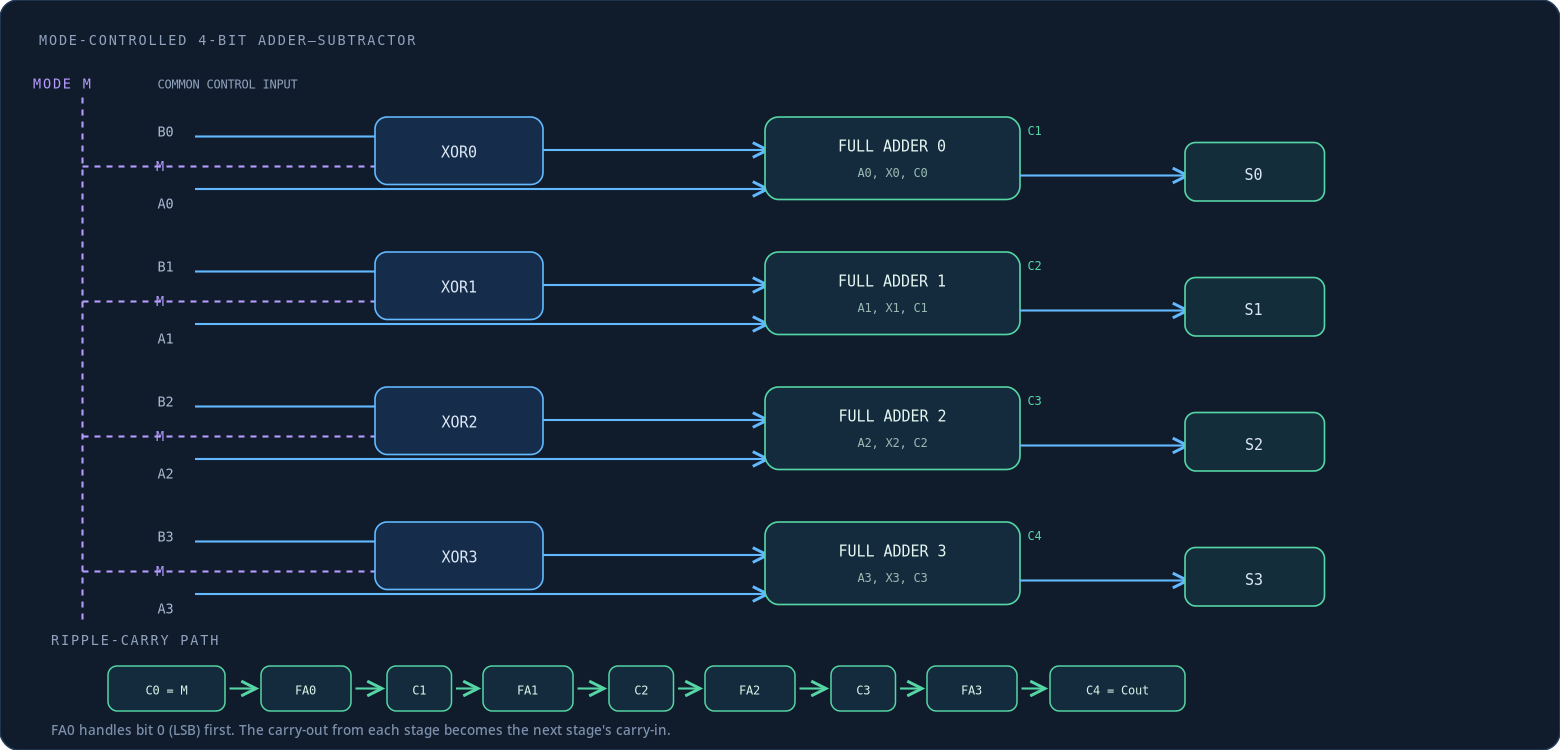 MODE-CONTROLLED 4-BIT ADDER–SUBTRACTOR
MODE M
COMMON CONTROL INPUT
B0
M
A0
XOR0
FULL ADDER 0
A0, X0, C0
C1
S0
B1
M
A1
XOR1
FULL ADDER 1
A1, X1, C1
C2
S1
B2
M
A2
XOR2
FULL ADDER 2
A2, X2, C2
C3
S2
B3
M
A3
XOR3
FULL ADDER 3
A3, X3, C3
C4
S3
RIPPLE-CARRY PATH
C0 = M
FA0
C1
FA1
C2
FA2
C3
FA3
C4 = Cout
FA0 handles bit 0 (LSB) first. The carry-out from each stage becomes the next stage's carry-in.